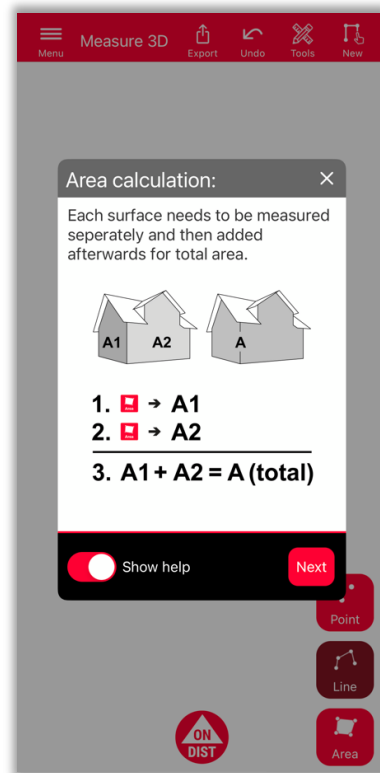 Measure 3D
Menu
Export
Undo
Tools
New
Area calculation:
Each surface needs to be measured
seperately and then added
afterwards for total area.
A1 A2 A
1. → A1
2. → A2
3. A1 + A2 = A (total)
Show help
Next
Point
Line
ON
DIST
Area